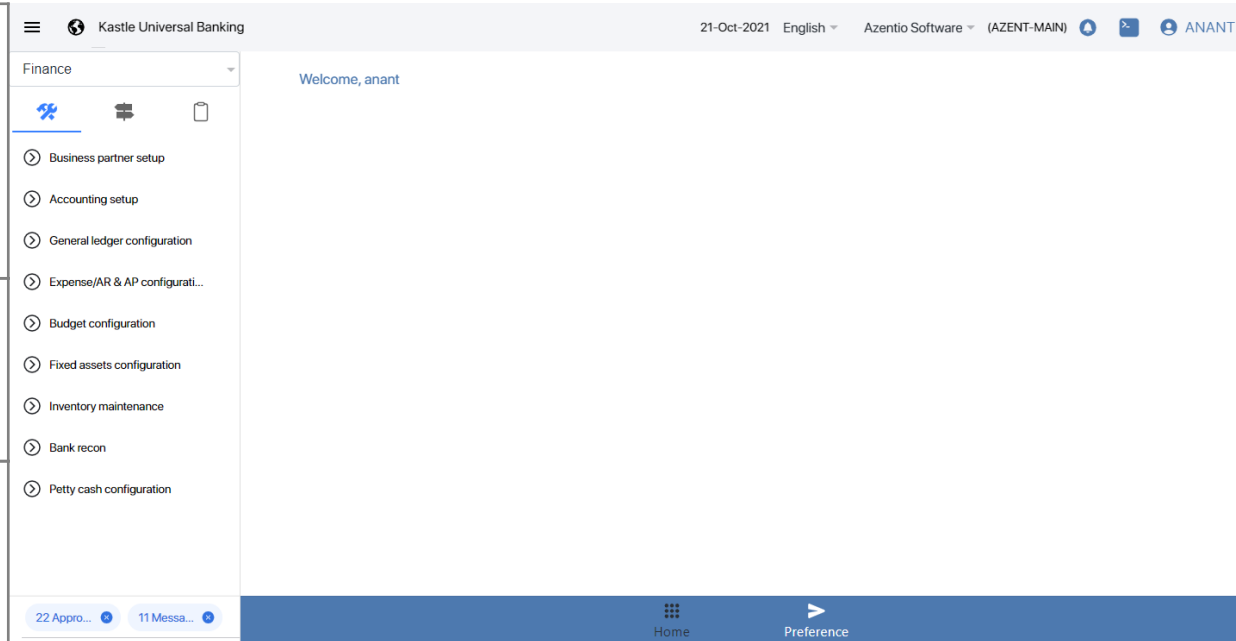 Kastle Universal Banking 21-Oct-2021 English Azentio Software (AZENT-MAIN) ANANT
Finance
Welcome, anant
Business partner setup
Accounting setup
General ledger configuration
Expense/AR & AP configurati...
Budget configuration
Fixed assets configuration
Inventory maintenance
Bank recon
Petty cash configuration
22 Appro... 11 Messa...
Home Preference